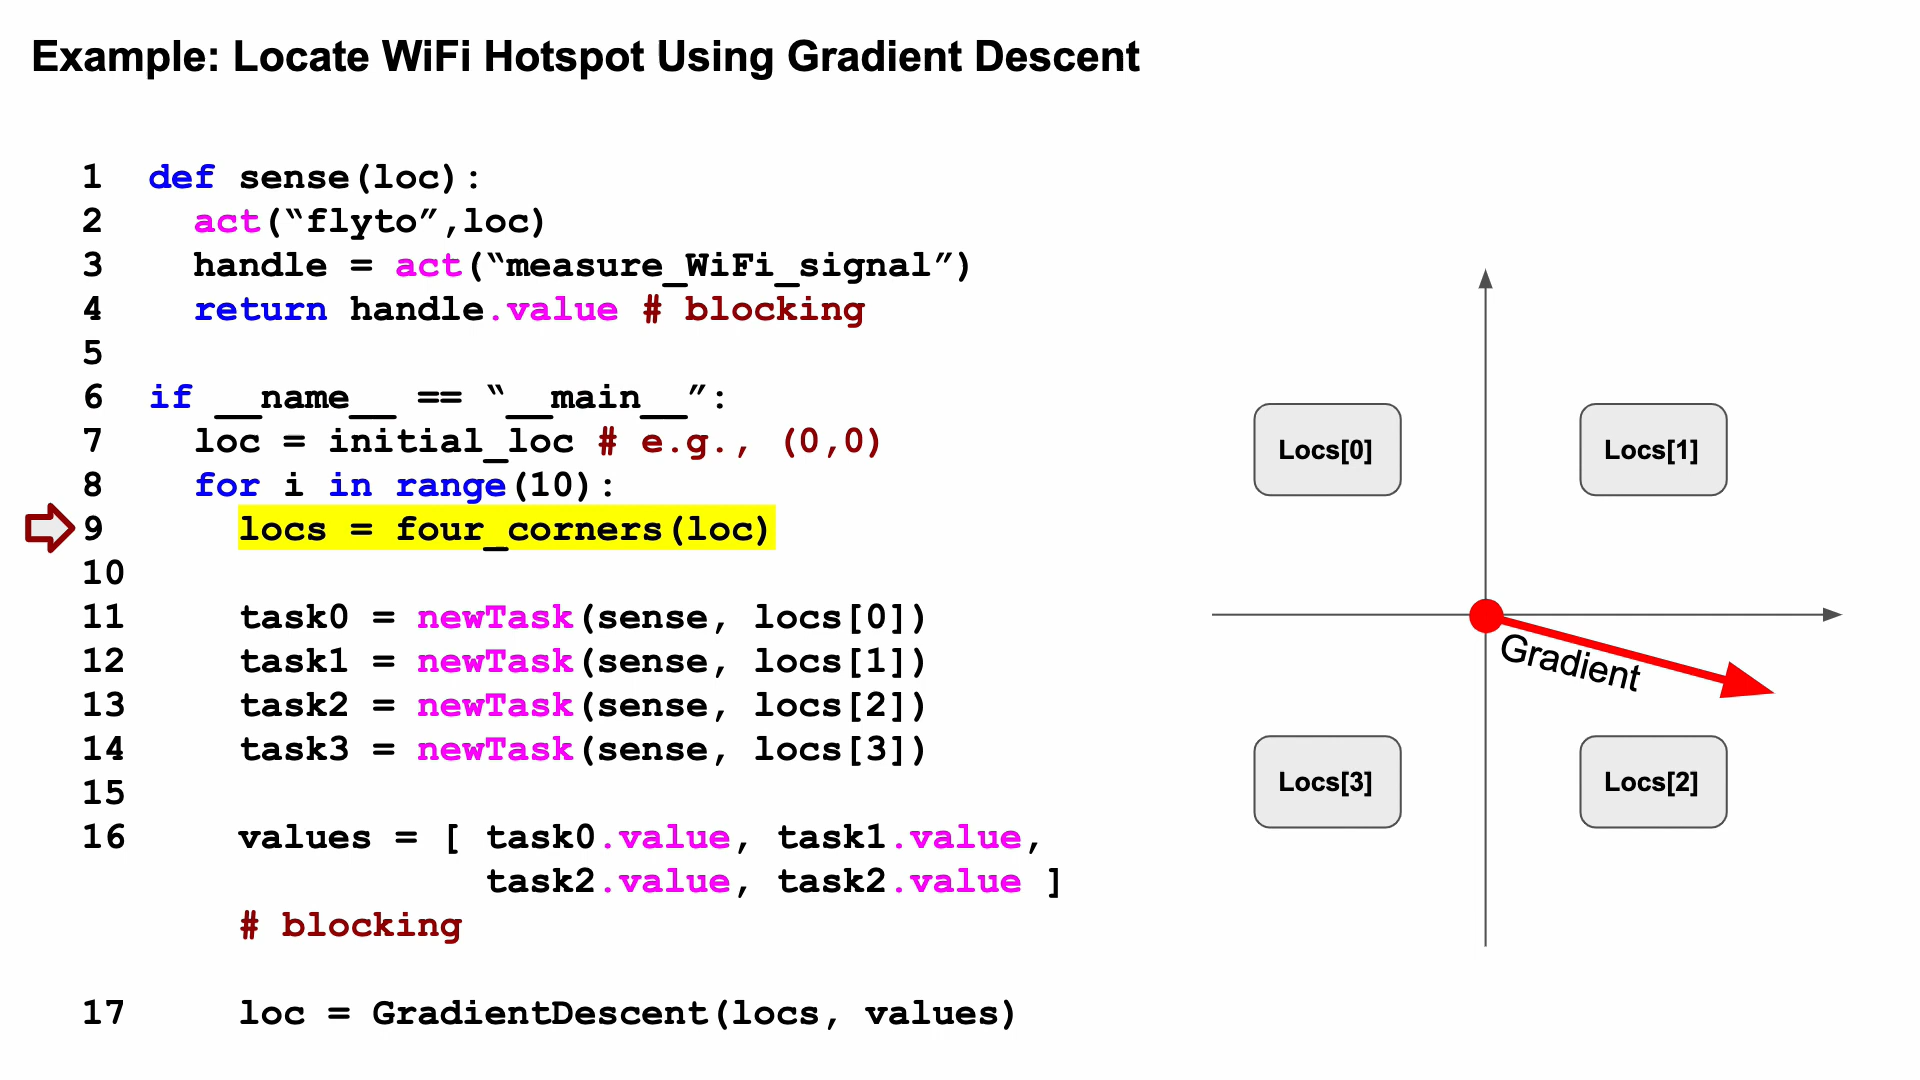 Example: Locate WiFi Hotspot Using Gradient Descent
1 def sense(loc):
2 act(“flyto”,loc)
3 handle = act(“measure_WiFi_signal”)
4 return handle.value # blocking
5
6 if __name__ == “__main__”:
7 loc = initial_loc # e.g., (0,0)
8 for i in range(10):
9 locs = four_corners(loc)
10
11 task0 = newTask(sense, locs[0])
12 task1 = newTask(sense, locs[1])
13 task2 = newTask(sense, locs[2])
14 task3 = newTask(sense, locs[3])
15
16 values = [ task0.value, task1.value,
task2.value, task2.value ]
# blocking
17 loc = GradientDescent(locs, values)
Locs[0]
Locs[1]
Gradient
Locs[3]
Locs[2]